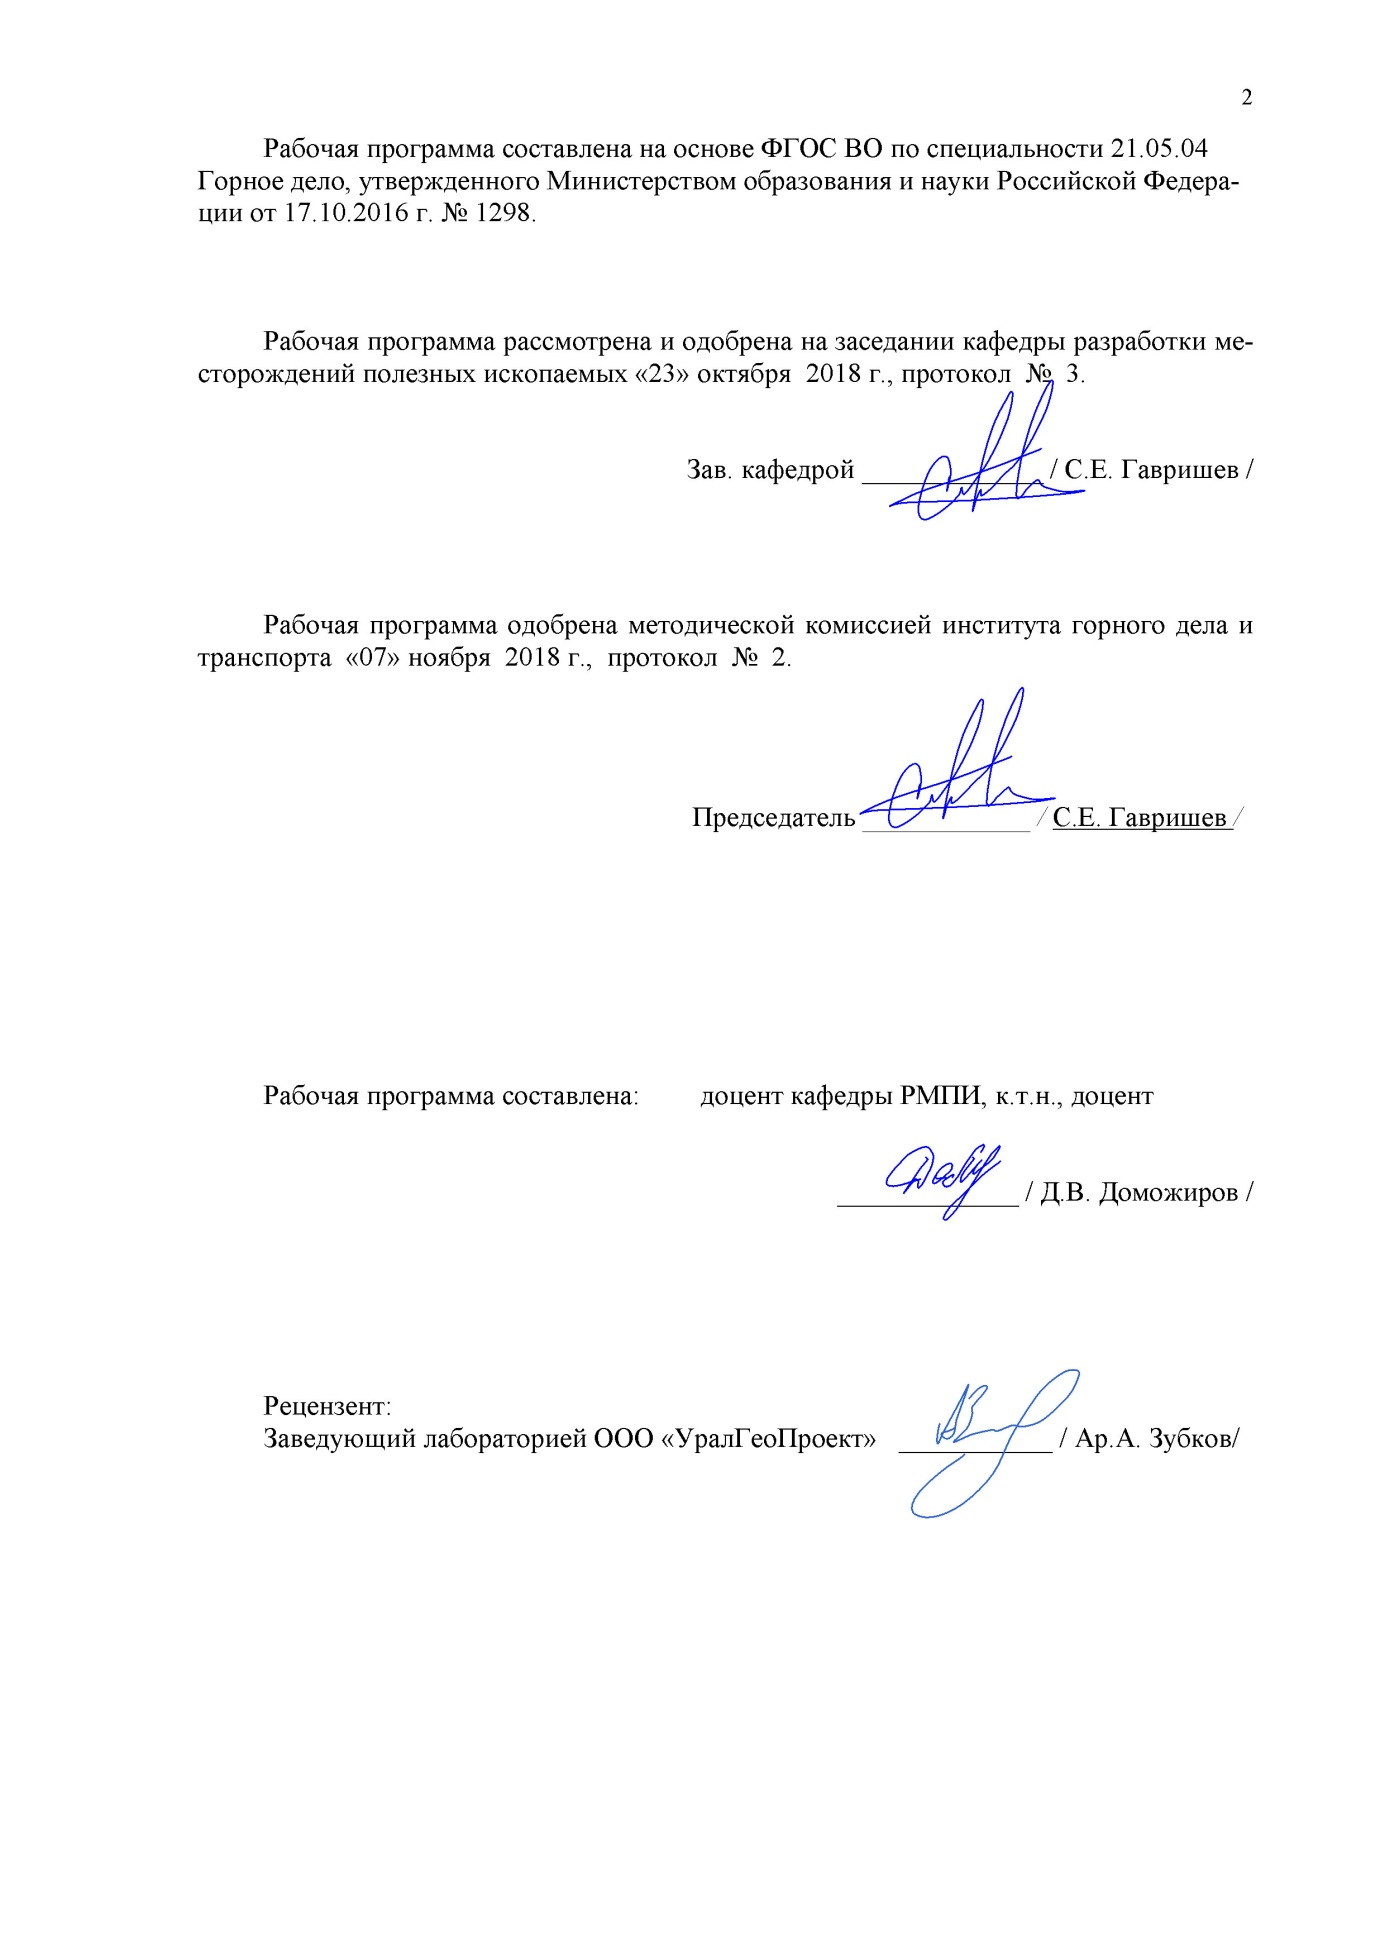 2
Рабочая программа составлена на основе ФГОС ВО по специальности 21.05.04
Горное дело, утвержденного Министерством образования и науки Российской Федера-
ции от 17.10.2016 г. № 1298.
Рабочая программа рассмотрена и одобрена на заседании кафедры разработки ме-
сторождений полезных ископаемых «23» октября 2018 г., протокол № 3.
Зав. кафедрой _____________ / С.Е. Гавришев /
Рабочая программа одобрена методической комиссией института горного дела и
транспорта «07» ноября 2018 г., протокол № 2.
Председатель ____________ / С.Е. Гавришев /
Рабочая программа составлена: доцент кафедры РМПИ, к.т.н., доцент
_____________ / Д.В. Доможиров /
Рецензент:
Заведующий лабораторией ООО «УралГеоПроект» ___________ / Ар.А. Зубков/